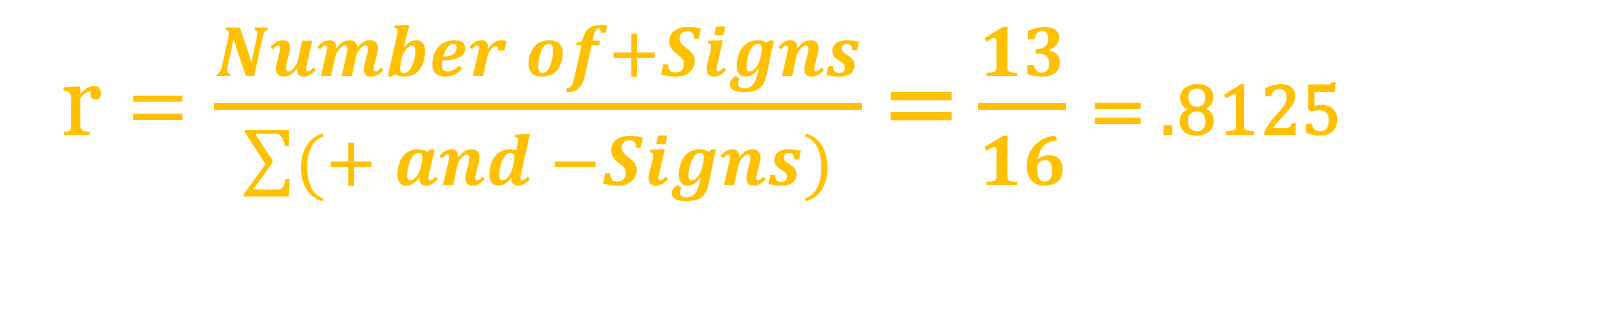 r = Number of+Signs / ∑(+ and −Signs) = 13 / 16 = .8125